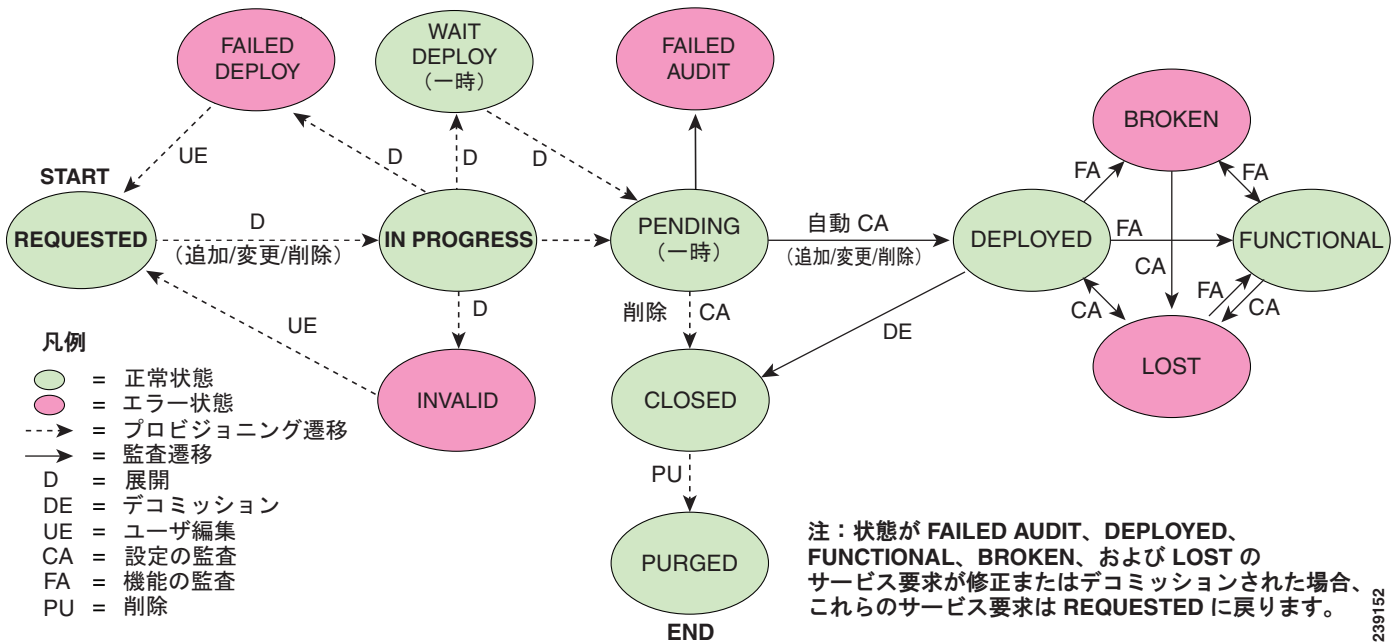 FAILED
DEPLOY
WAIT
DEPLOY
（一時）
FAILED
AUDIT
BROKEN
UE
D
D
D
FA
FA
START
REQUESTED
D
（追加/変更/削除）
IN PROGRESS
PENDING
（一時）
自動 CA
（追加/変更/削除）
DEPLOYED
FA
FUNCTIONAL
CA
FA
CA
CA
UE
D
削除
CA
DE
INVALID
CLOSED
LOST
PU
PURGED
END
凡例
= 正常状態
= エラー状態
= プロビジョニング遷移
= 監査遷移
D = 展開
DE = デコミッション
UE = ユーザ編集
CA = 設定の監査
FA = 機能の監査
PU = 削除
注：状態が FAILED AUDIT、DEPLOYED、
FUNCTIONAL、BROKEN、および LOST の
サービス要求が修正またはデコミッションされた場合、
これらのサービス要求は REQUESTED に戻ります。
239152